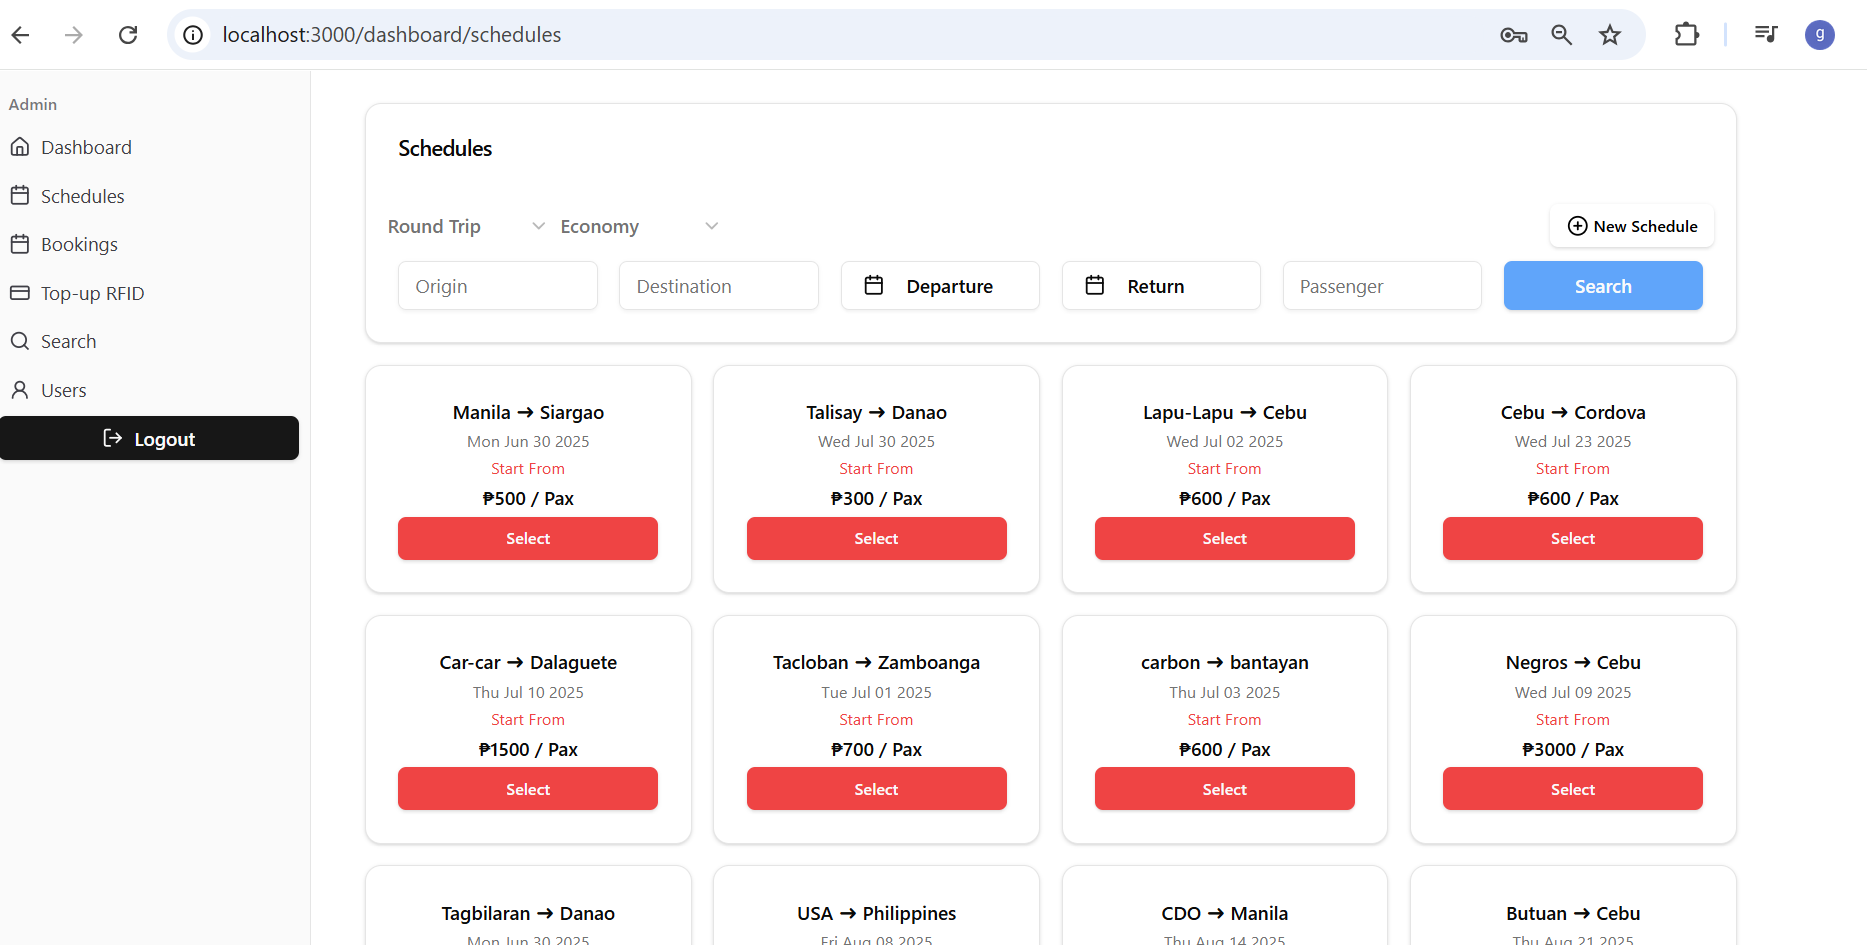 localhost:3000/dashboard/schedules
g
Admin
Dashboard
Schedules
Bookings
Top-up RFID
Search
Users
Logout
Schedules
Round Trip
Economy
New Schedule
Origin
Destination
Departure
Return
Passenger
Search
Manila → Siargao
Mon Jun 30 2025
Start From
₱500 / Pax
Select
Talisay → Danao
Wed Jul 30 2025
Start From
₱300 / Pax
Select
Lapu-Lapu → Cebu
Wed Jul 02 2025
Start From
₱600 / Pax
Select
Cebu → Cordova
Wed Jul 23 2025
Start From
₱600 / Pax
Select
Car-car → Dalaguete
Thu Jul 10 2025
Start From
₱1500 / Pax
Select
Tacloban → Zamboanga
Tue Jul 01 2025
Start From
₱700 / Pax
Select
carbon → bantayan
Thu Jul 03 2025
Start From
₱600 / Pax
Select
Negros → Cebu
Wed Jul 09 2025
Start From
₱3000 / Pax
Select
Tagbilaran → Danao
Mon Jun 30 2025
USA → Philippines
Fri Aug 08 2025
CDO → Manila
Thu Aug 14 2025
Butuan → Cebu
Thu Aug 21 2025